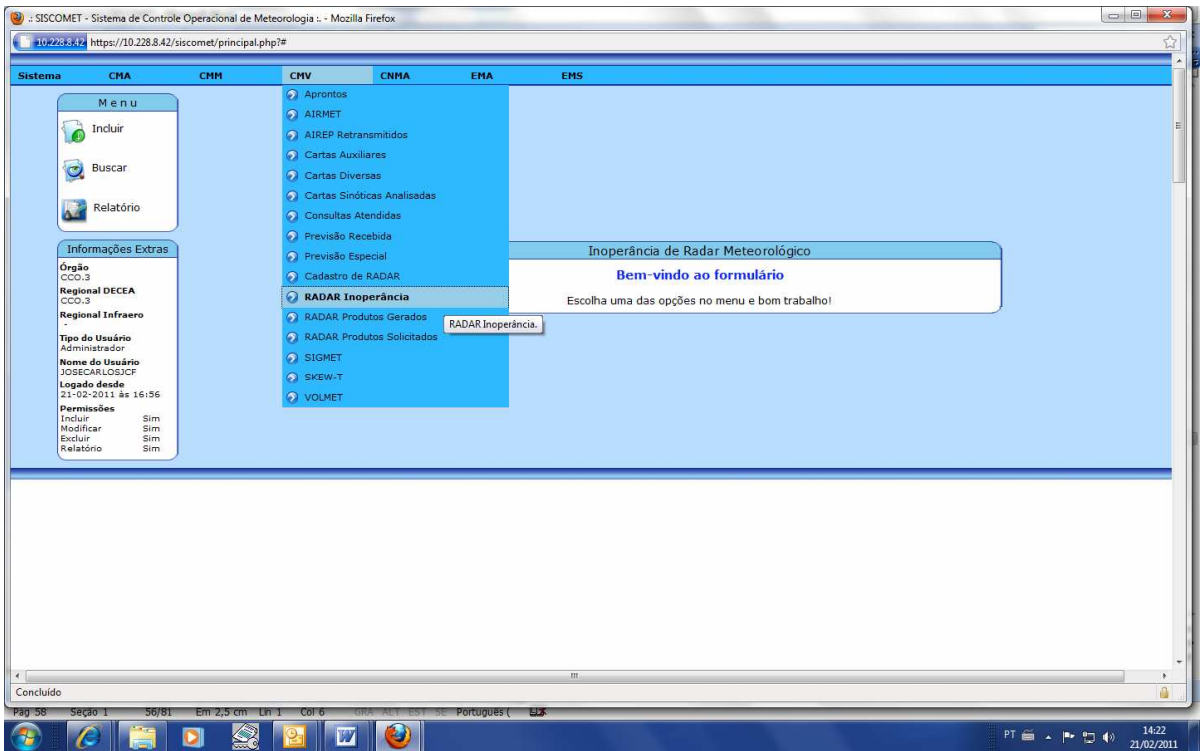 .: SISCOMET - Sistema de Controle Operacional de Meteorologia :. - Mozilla Firefox
10.228.8.42 https://10.228.8.42/siscomet/principal.php?#
Sistema CMA CMM CMV CNMA EMA EMS
Menu
Incluir
Buscar
Relatório
Informações Extras
Órgão
CCO.3
Regional DECEA
CCO.3
Regional Infraero
-
Tipo do Usuário
Administrador
Nome do Usuário
JOSECARLOSJCF
Logado desde
21-02-2011 às 16:56
Permissões
Incluir Sim
Modificar Sim
Excluir Sim
Relatório Sim
Aprontos
AIRMET
AIREP Retransmitidos
Cartas Auxiliares
Cartas Diversas
Cartas Sinóticas Analisadas
Consultas Atendidas
Previsão Recebida
Previsão Especial
Cadastro de RADAR
RADAR Inoperância
RADAR Produtos Gerados
RADAR Produtos Solicitados
SIGMET
SKEW-T
VOLMET
RADAR Inoperância.
Inoperância de Radar Meteorológico
Bem-vindo ao formulário
Escolha uma das opções no menu e bom trabalho!
Concluído
Pág 58 Seção 1 56/81 Em 2,5 cm Lin 1 Col 6 GRA ALT EST SE Português (
PT 14:22
21/02/2011